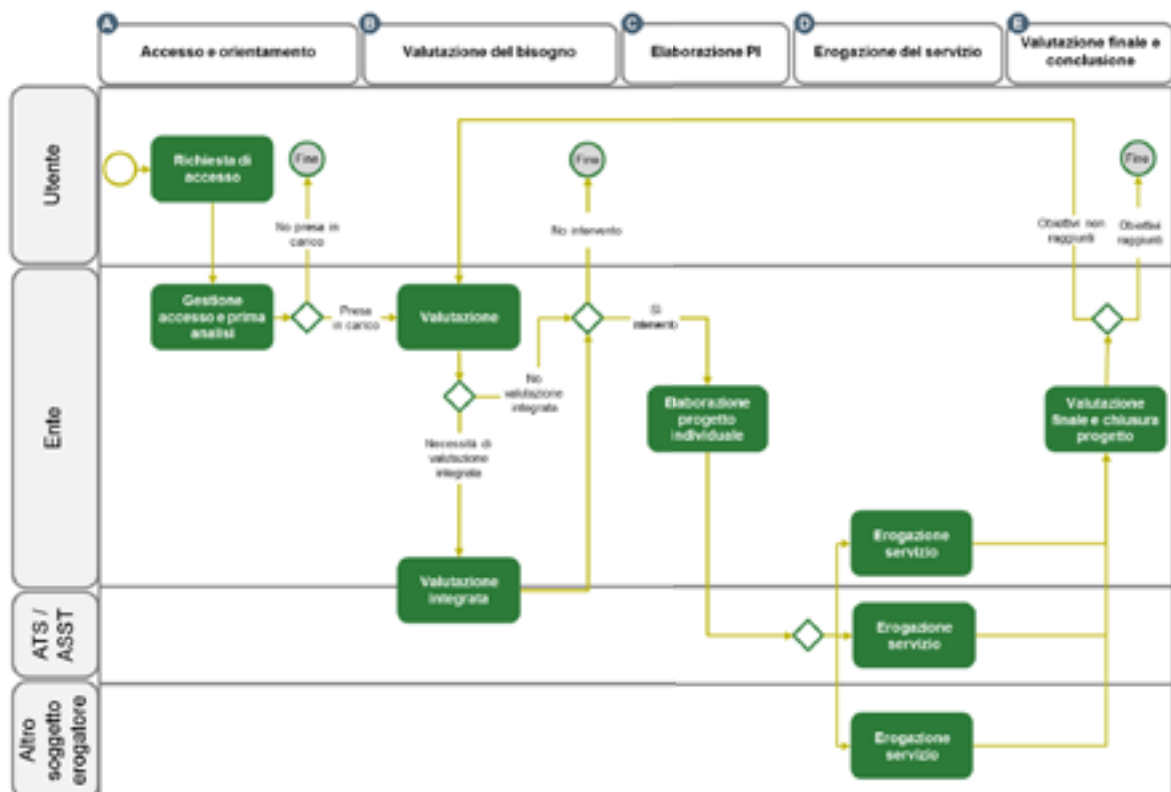 A
Accesso e orientamento
B
Valutazione del bisogno
C
Elaborazione PI
D
Erogazione del servizio
E
Valutazione finale e
conclusione
Utente
Richiesta di
accesso
Fine
No presa in
carico
Fine
No intervento
Obiettivi non
raggiunti
Fine
Obiettivi
raggiunti
Ente
Gestione
accesso e prima
analisi
Presa
in carico
Valutazione
No
valutazione
integrata
Si
intervento
Necessità di
valutazione
integrata
Elaborazione
progetto
individuale
Valutazione
finale e chiusura
progetto
Erogazione
servizio
Valutazione
integrata
ATS /
ASST
Erogazione
servizio
Altro
soggetto
erogatore
Erogazione
servizio